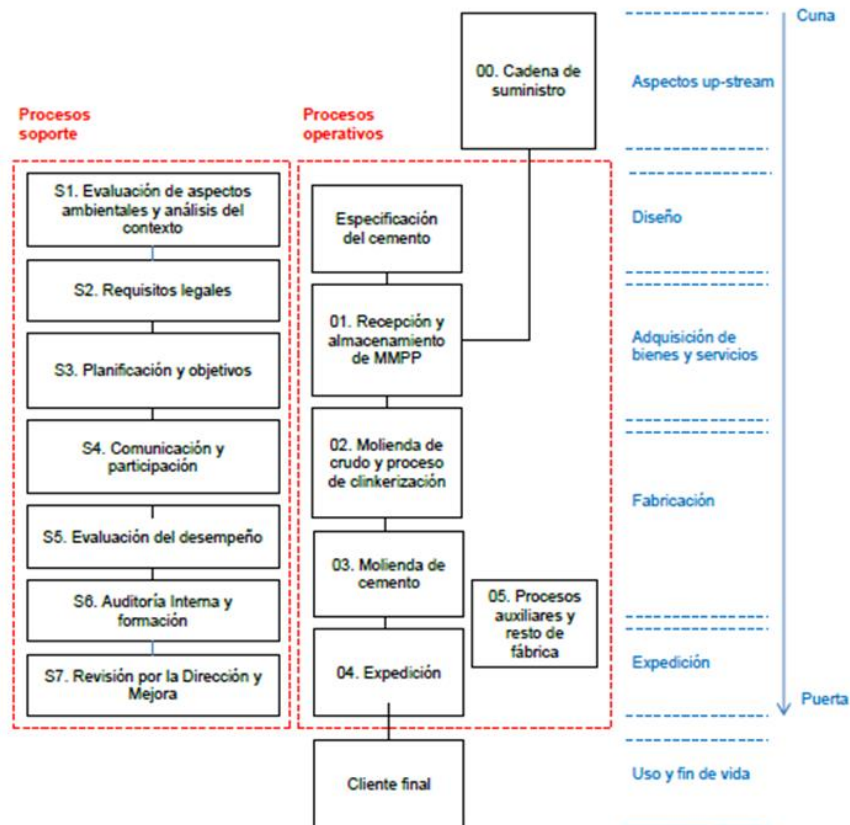 Cuna
00. Cadena de
suministro
Aspectos up-stream
Procesos
soporte
Procesos
operativos
S1. Evaluación de aspectos
ambientales y análisis del
contexto
S2. Requisitos legales
S3. Planificación y objetivos
S4. Comunicación y
participación
S5. Evaluación del desempeño
S6. Auditoría Interna y
formación
S7. Revisión por la Dirección y
Mejora
Especificación
del cemento
01. Recepción y
almacenamiento
de MMPP
02. Molienda de
crudo y proceso
de clinkerización
03. Molienda de
cemento
04. Expedición
05. Procesos
auxiliares y
resto de
fábrica
Cliente final
Diseño
Adquisición de
bienes y servicios
Fabricación
Expedición
Puerta
Uso y fin de vida